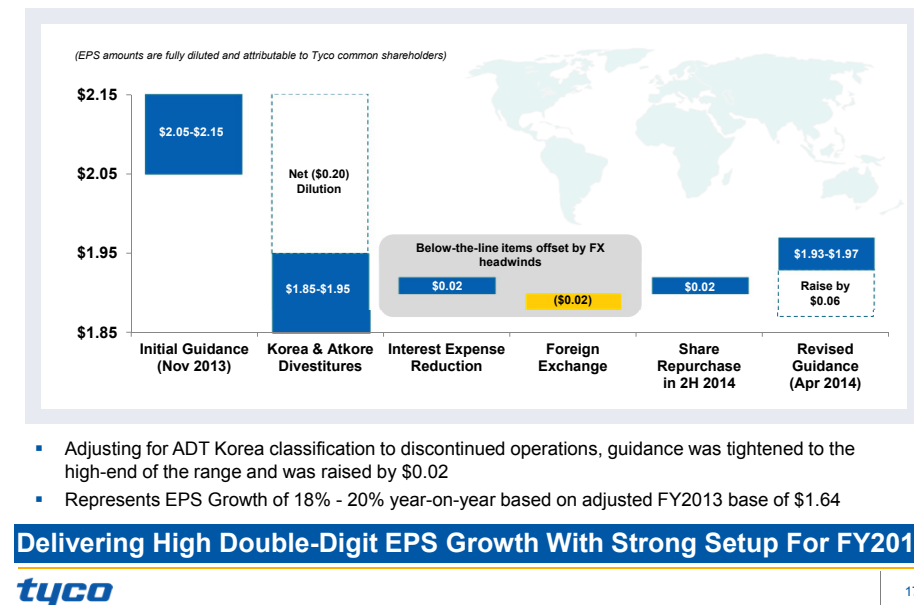 (EPS amounts are fully diluted and attributable to Tyco common shareholders)
$2.15
$2.05
$1.95
$1.85
$2.05-$2.15
Net ($0.20)
Dilution
$1.85-$1.95
Below-the-line items offset by FX
headwinds
$0.02
($0.02)
$0.02
$1.93-$1.97
Raise by
$0.06
Initial Guidance
(Nov 2013)
Korea & Atkore
Divestitures
Interest Expense
Reduction
Foreign
Exchange
Share
Repurchase
in 2H 2014
Revised
Guidance
(Apr 2014)
▪ Adjusting for ADT Korea classification to discontinued operations, guidance was tightened to the
high-end of the range and was raised by $0.02
▪ Represents EPS Growth of 18% - 20% year-on-year based on adjusted FY2013 base of $1.64
Delivering High Double-Digit EPS Growth With Strong Setup For FY201
tyco